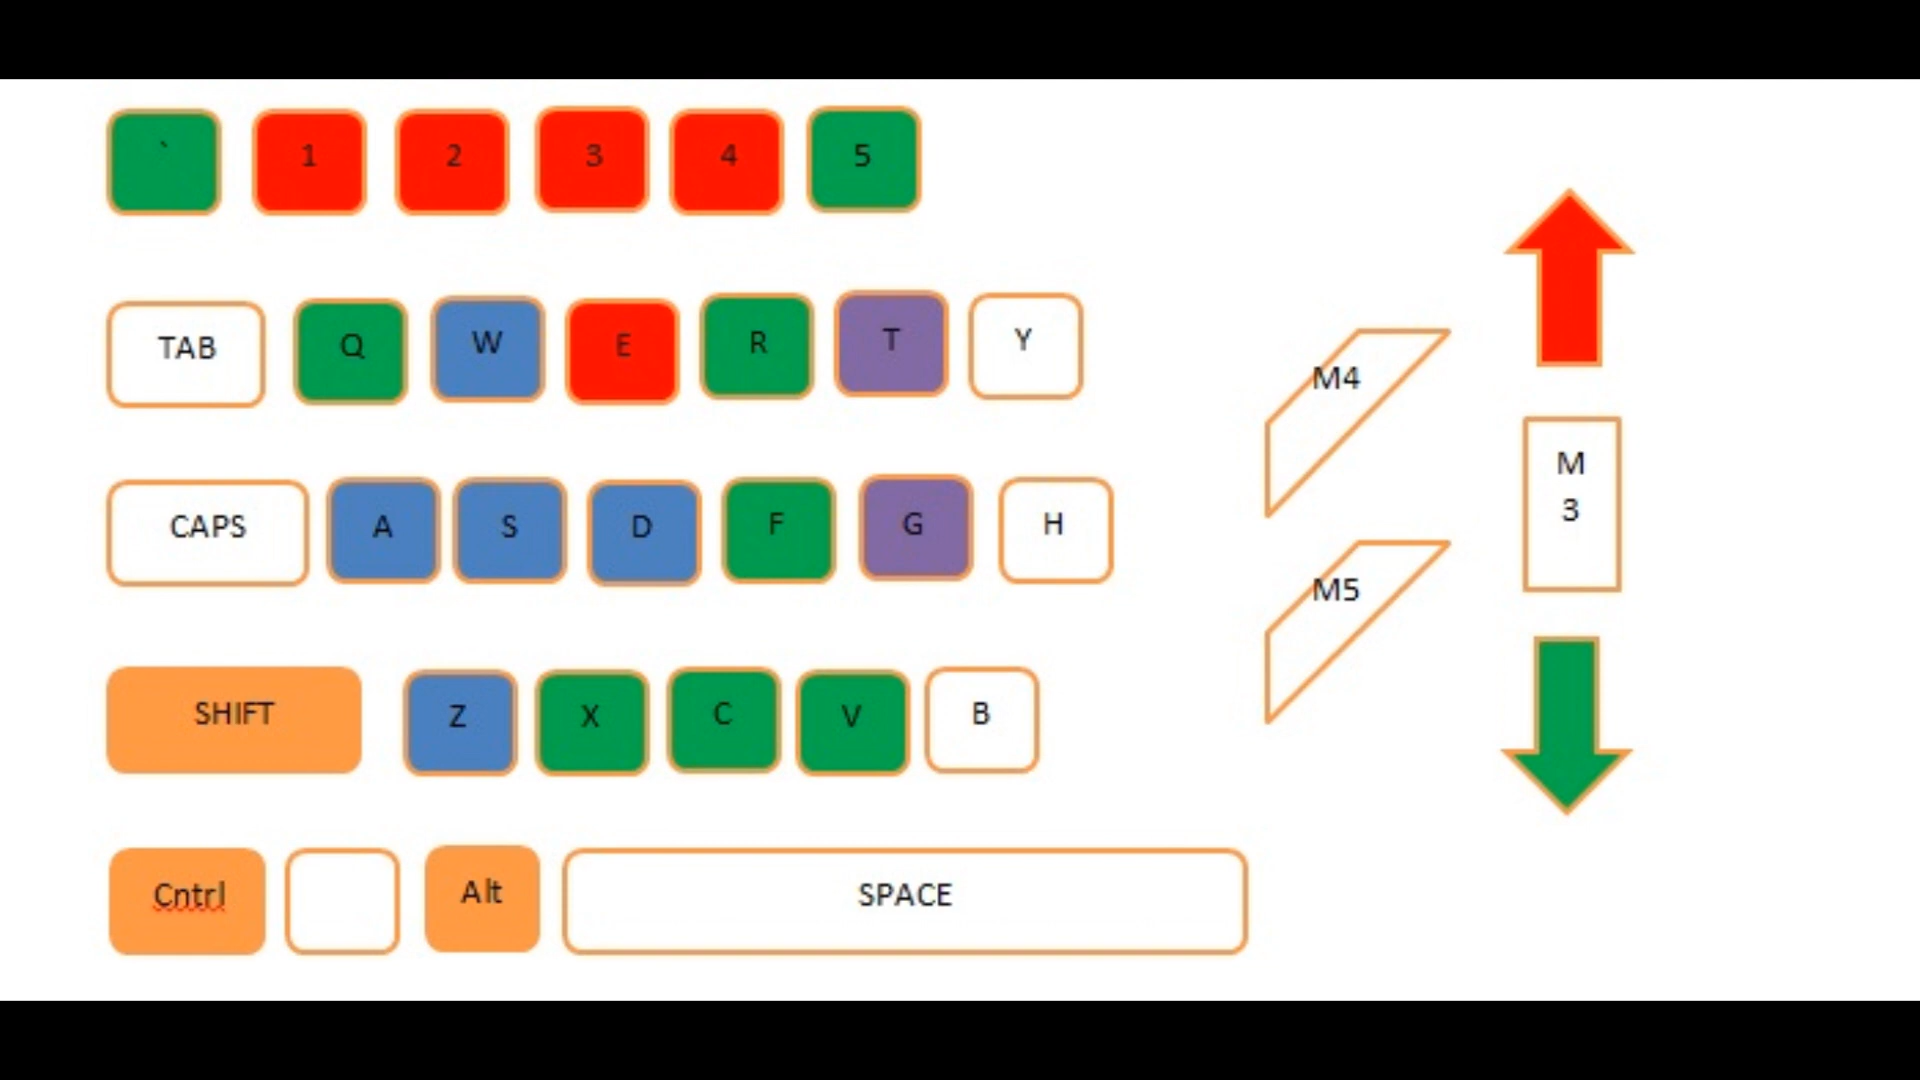 ` 1 2 3 4 5
TAB Q W E R T Y
M4
CAPS A S D F G H
M
3
M5
SHIFT Z X C V B
Cntrl Alt SPACE